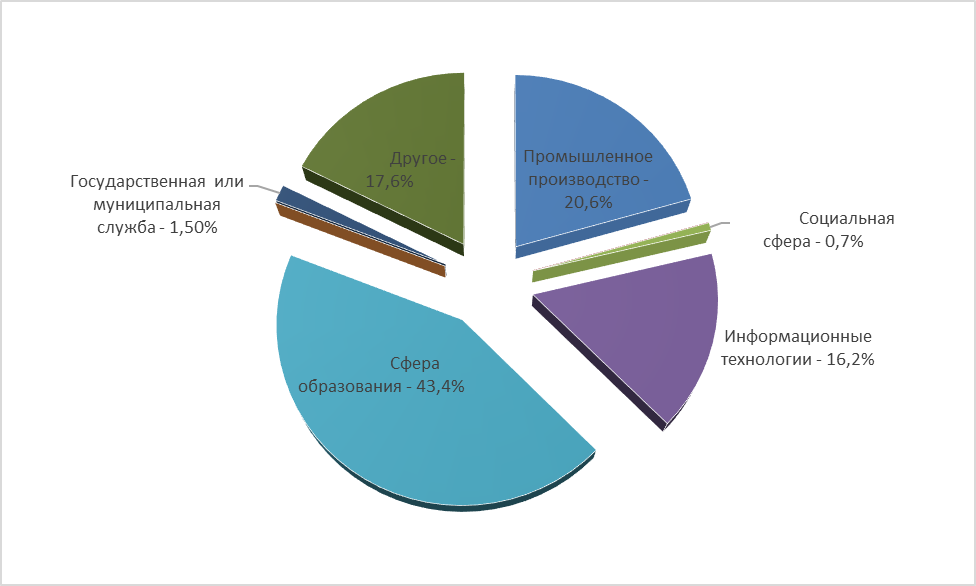 Другое -
17,6%
Промышленное
производство -
20,6%
Государственная или
муниципальная
служба - 1,50%
Социальная
сфера - 0,7%
Информационные
технологии - 16,2%
Сфера
образования - 43,4%